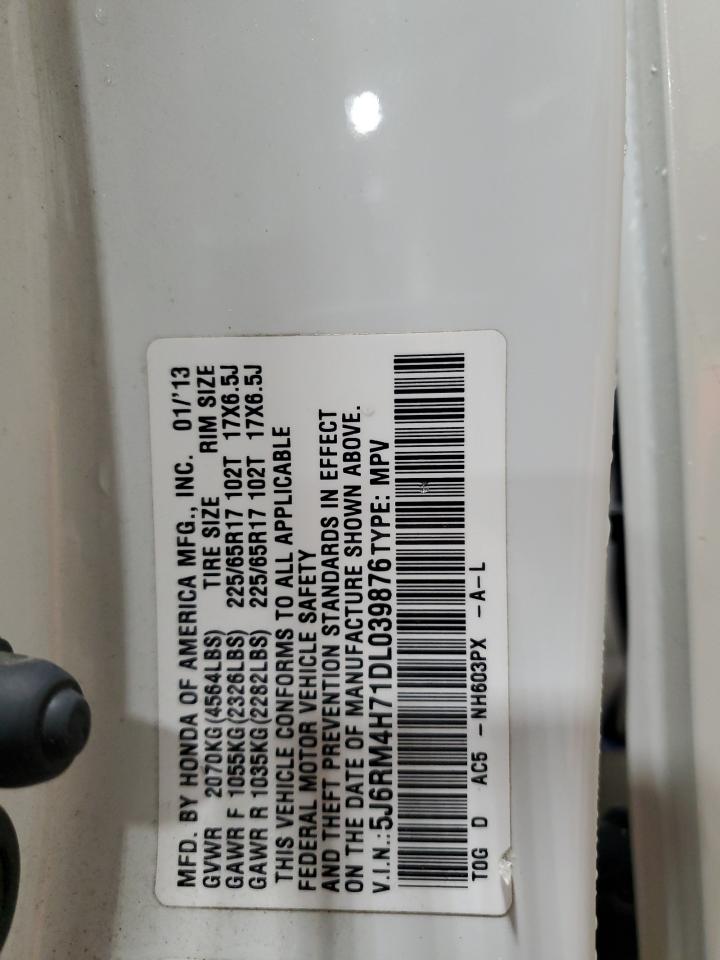 MFD. BY HONDA OF AMERICA MFG., INC. 01/'13
GVWR 2070KG(4564LBS) TIRE SIZE RIM SIZE
GAWR F 1055KG(2326LBS) 225/65R17 102T 17X6.5J
GAWR R 1035KG(2282LBS) 225/65R17 102T 17X6.5J
THIS VEHICLE CONFORMS TO ALL APPLICABLE
FEDERAL MOTOR VEHICLE SAFETY
AND THEFT PREVENTION STANDARDS IN EFFECT
ON THE DATE OF MANUFACTURE SHOWN ABOVE.
V.I.N.:5J6RM4H71DL039876 TYPE: MPV
TOG D AC5 -NH603PX -A-L